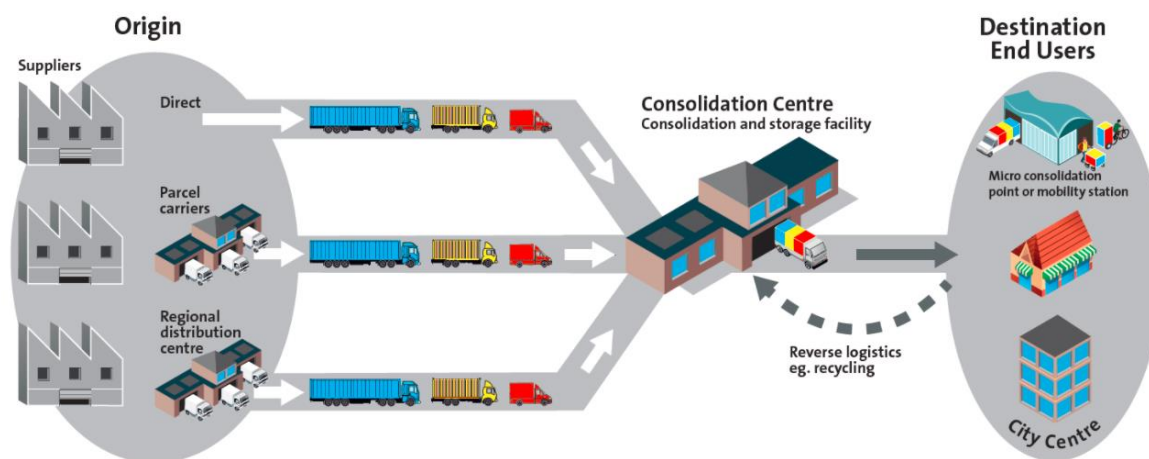 Origin
Suppliers
Direct
Parcel
carriers
Regional
distribution
centre
Consolidation Centre
Consolidation and storage facility
Reverse logistics
eg. recycling
Destination
End Users
Micro consolidation
point or mobility station
City Centre